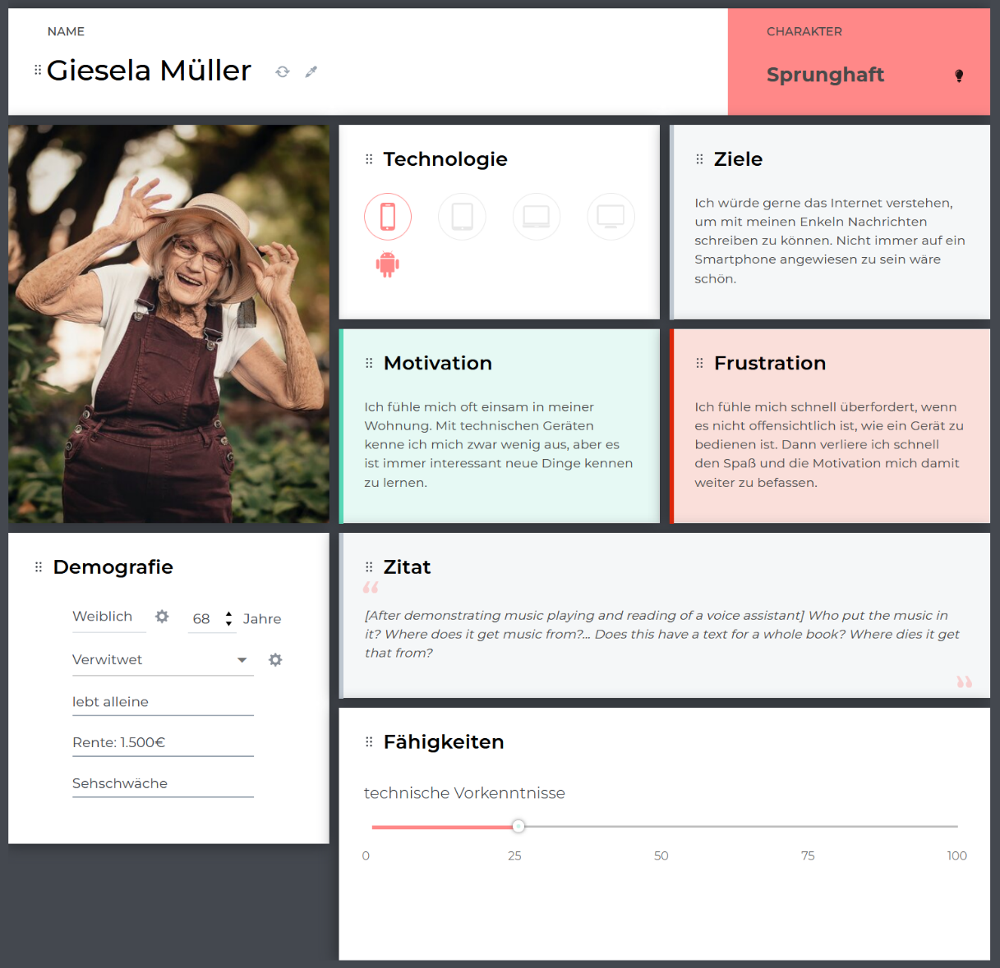 NAME
Giesela Müller
CHARAKTER
Sprunghaft
Technologie
Ziele
Ich würde gerne das Internet verstehen,
um mit meinen Enkeln Nachrichten
schreiben zu können. Nicht immer auf ein
Smartphone angewiesen zu sein wäre
schön.
Motivation
Ich fühle mich oft einsam in meiner
Wohnung. Mit technischen Geräten
kenne ich mich zwar wenig aus, aber es
ist immer interessant neue Dinge kennen
zu lernen.
Frustration
Ich fühle mich schnell überfordert, wenn
es nicht offensichtlich ist, wie ein Gerät zu
bedienen ist. Dann verliere ich schnell
den Spaß und die Motivation mich damit
weiter zu befassen.
Demografie
Weiblich 68 Jahre
Verwitwet
lebt alleine
Rente: 1.500€
Sehschwäche
Zitat
“
[After demonstrating music playing and reading of a voice assistant] Who put the music in
it? Where does it get music from?... Does this have a text for a whole book? Where dies it get
that from?
”
Fähigkeiten
technische Vorkenntnisse
0 25 50 75 100